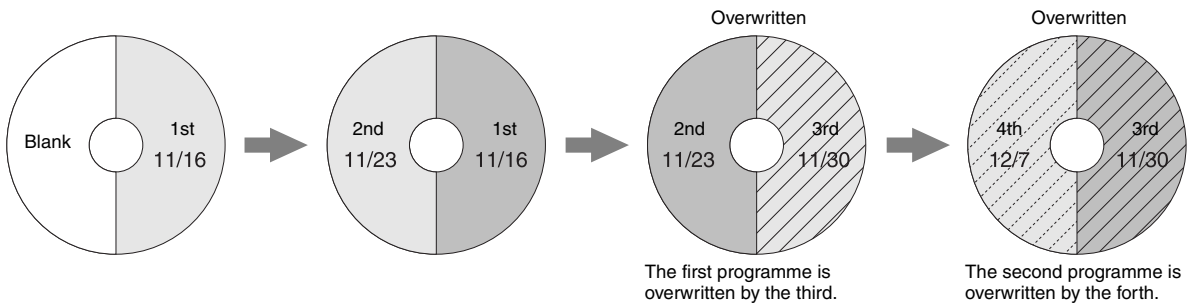 Overwritten
Overwritten
Blank
1st
11/16
2nd
11/23
1st
11/16
2nd
11/23
3rd
11/30
4th
12/7
3rd
11/30
The first programme is
overwritten by the third.
The second programme is
overwritten by the forth.